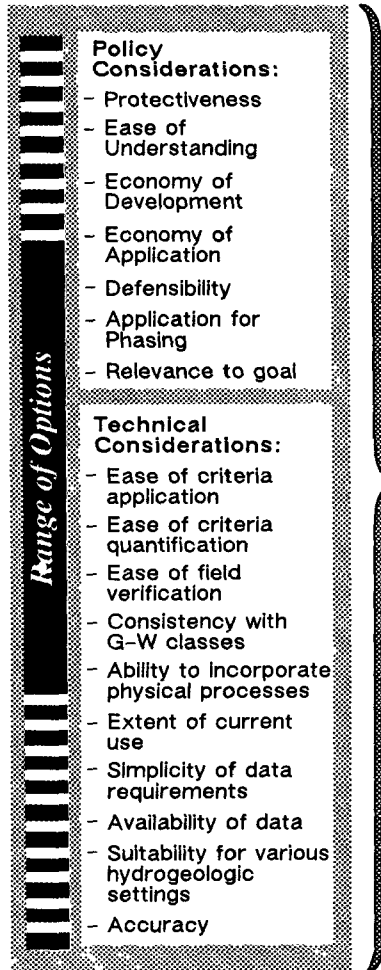 Range of Options
Policy
Considerations:
- Protectiveness
- Ease of
Understanding
- Economy of
Development
- Economy of
Application
- Defensibility
- Application for
Phasing
- Relevance to goal
Technical
Considerations:
- Ease of criteria
application
- Ease of criteria
quantification
- Ease of field
verification
- Consistency with
G-W classes
- Ability to incorporate
physical processes
- Extent of current
use
- Simplicity of data
requirements
- Availability of data
- Suitability for various
hydrogeologic
settings
- Accuracy